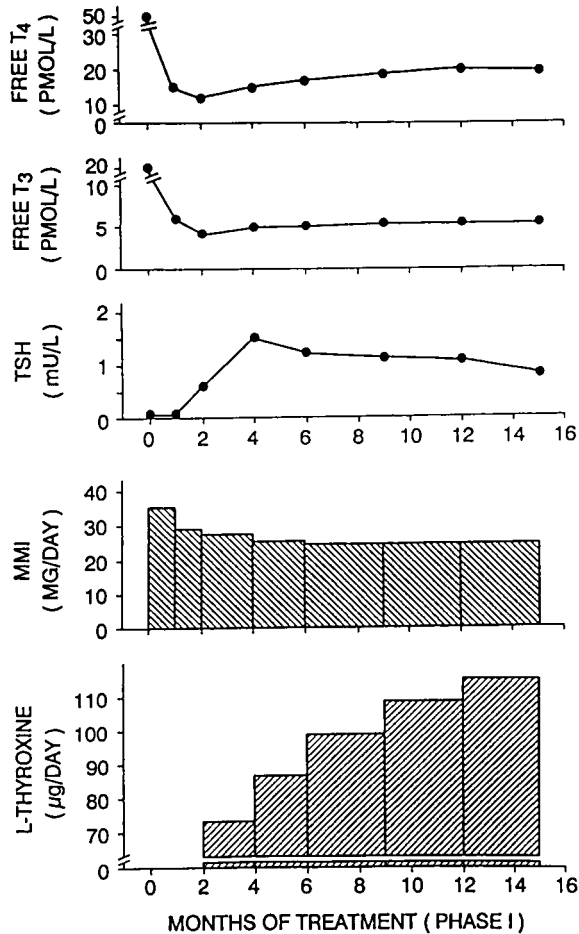 FREE T4
(PMOL/L)
50
30
20
10
0
FREE T3
(PMOL/L)
20
10
5
0
TSH
(mU/L)
2
1
0
0 2 4 6 8 10 12 14 16
MMI
(MG/DAY)
40
30
20
10
0
L-THYROXINE
(µg/DAY)
110
100
90
80
70
0
0 2 4 6 8 10 12 14 16
MONTHS OF TREATMENT (PHASE I)